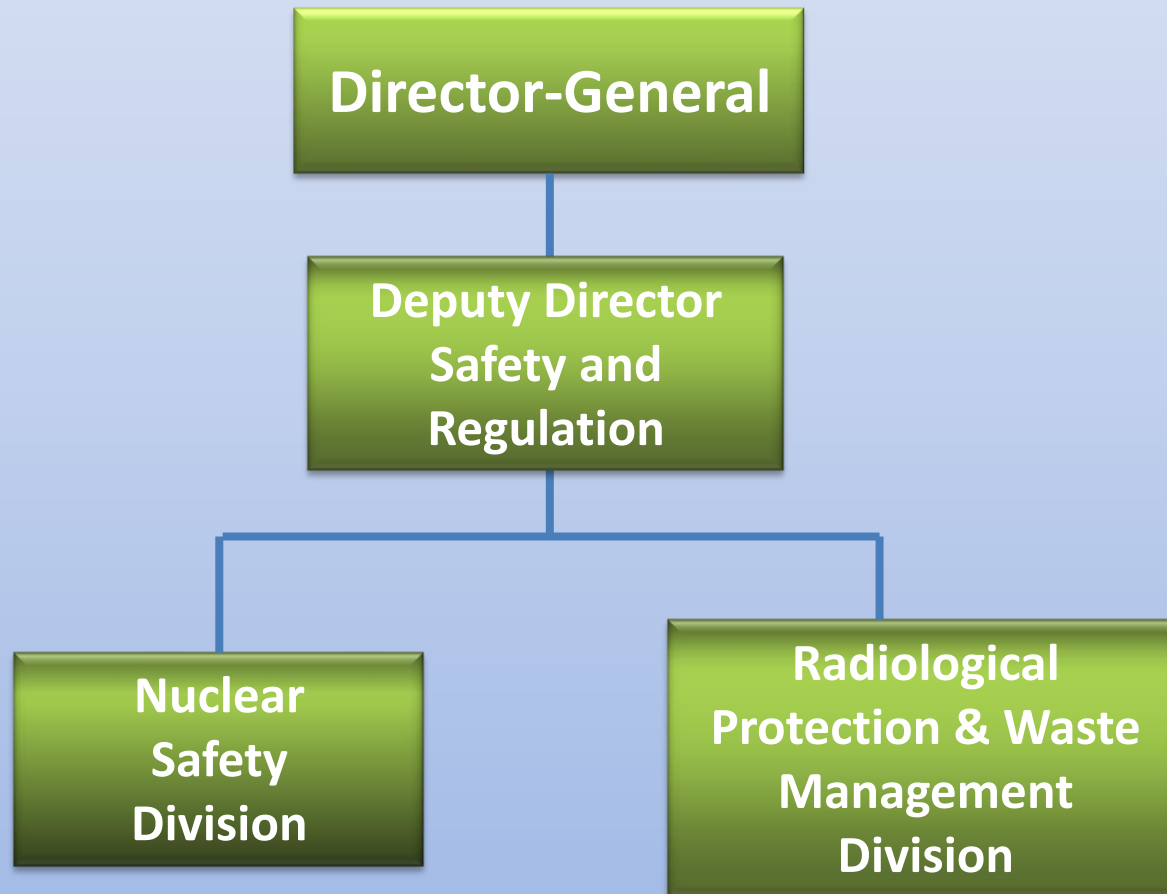 Director-General
Deputy Director
Safety and
Regulation
Nuclear
Safety
Division
Radiological
Protection & Waste
Management
Division